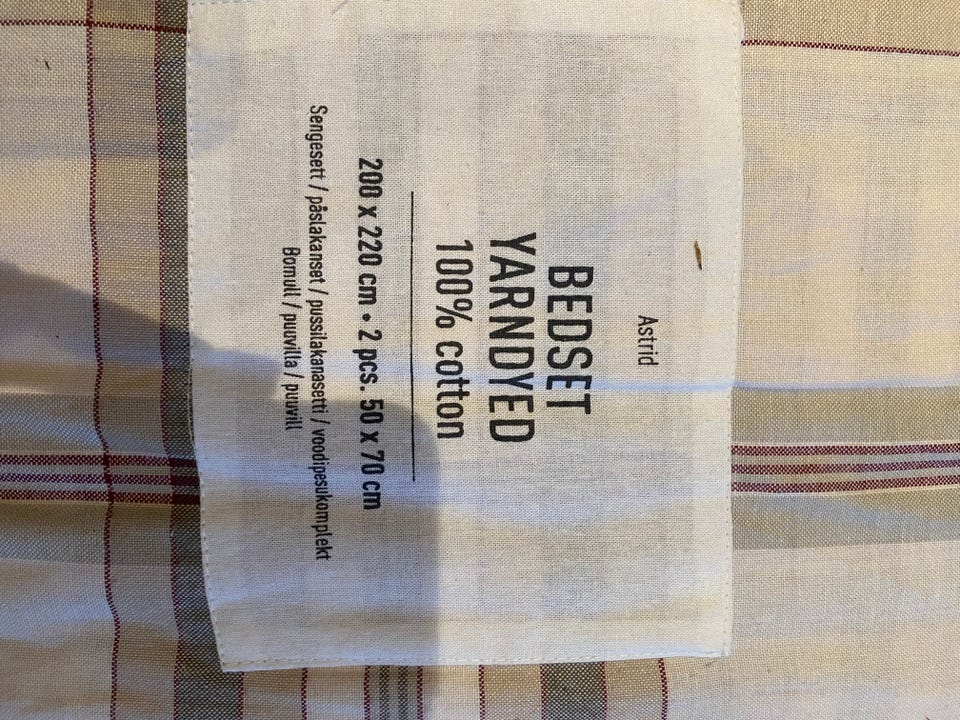 Astrid
BEDSET
YARNDYED
100% cotton
200 x 220 cm • 2 pcs. 50 x 70 cm
Sengesett / påslakanset / pussilakanasetti / voodipesukomplekt
Bomull / puuvilla / puuvill